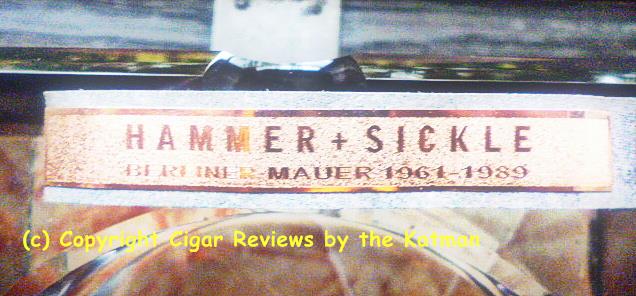 HAMMER + SICKLE
BERLINER MAUER 1961-1989
(c) Copyright Cigar Reviews by the Katman